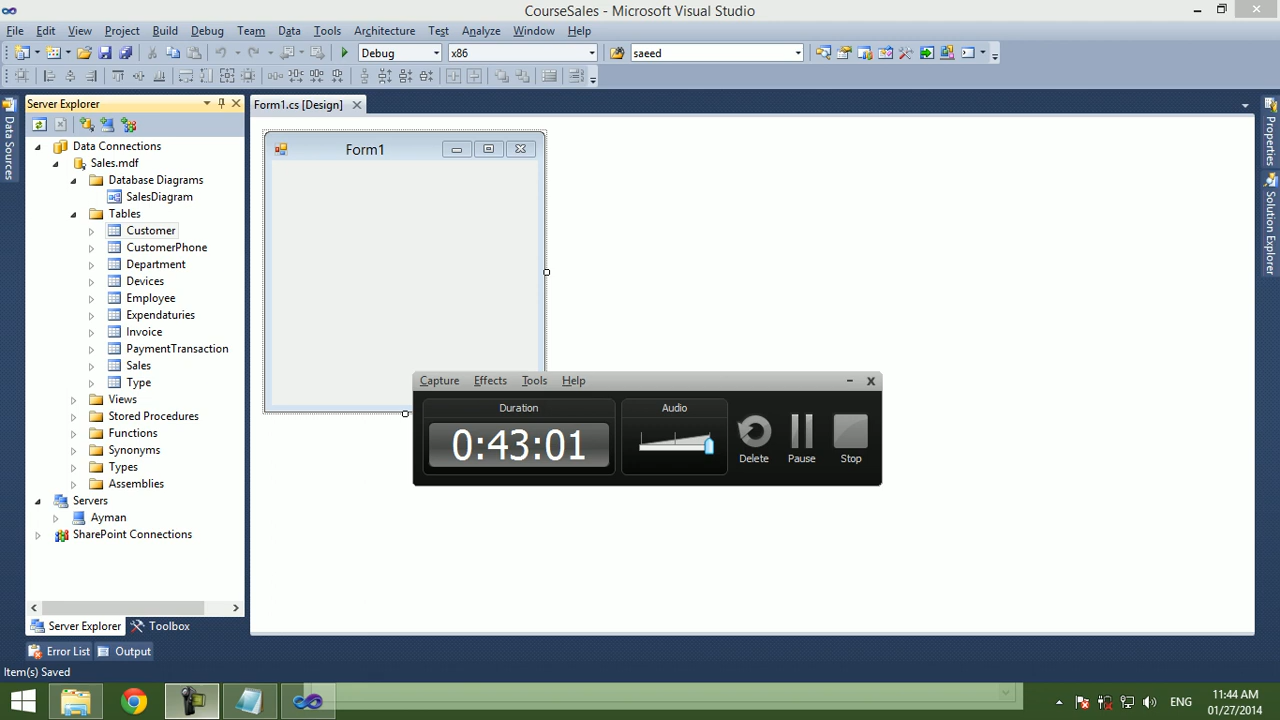 CourseSales - Microsoft Visual Studio
File Edit View Project Build Debug Team Data Tools Architecture Test Analyze Window Help
Debug x86 saeed
Server Explorer
Form1.cs [Design]
Data Sources
Properties
Solution Explorer
Data Connections
Sales.mdf
Database Diagrams
SalesDiagram
Tables
Customer
CustomerPhone
Department
Devices
Employee
Expendaturies
Invoice
PaymentTransaction
Sales
Type
Views
Stored Procedures
Functions
Synonyms
Types
Assemblies
Servers
Ayman
SharePoint Connections
Form1
Capture Effects Tools Help
Duration
0:43:01
Audio
Delete Pause Stop
Server Explorer Toolbox
Error List Output
Item(s) Saved
ENG
11:44 AM
01/27/2014